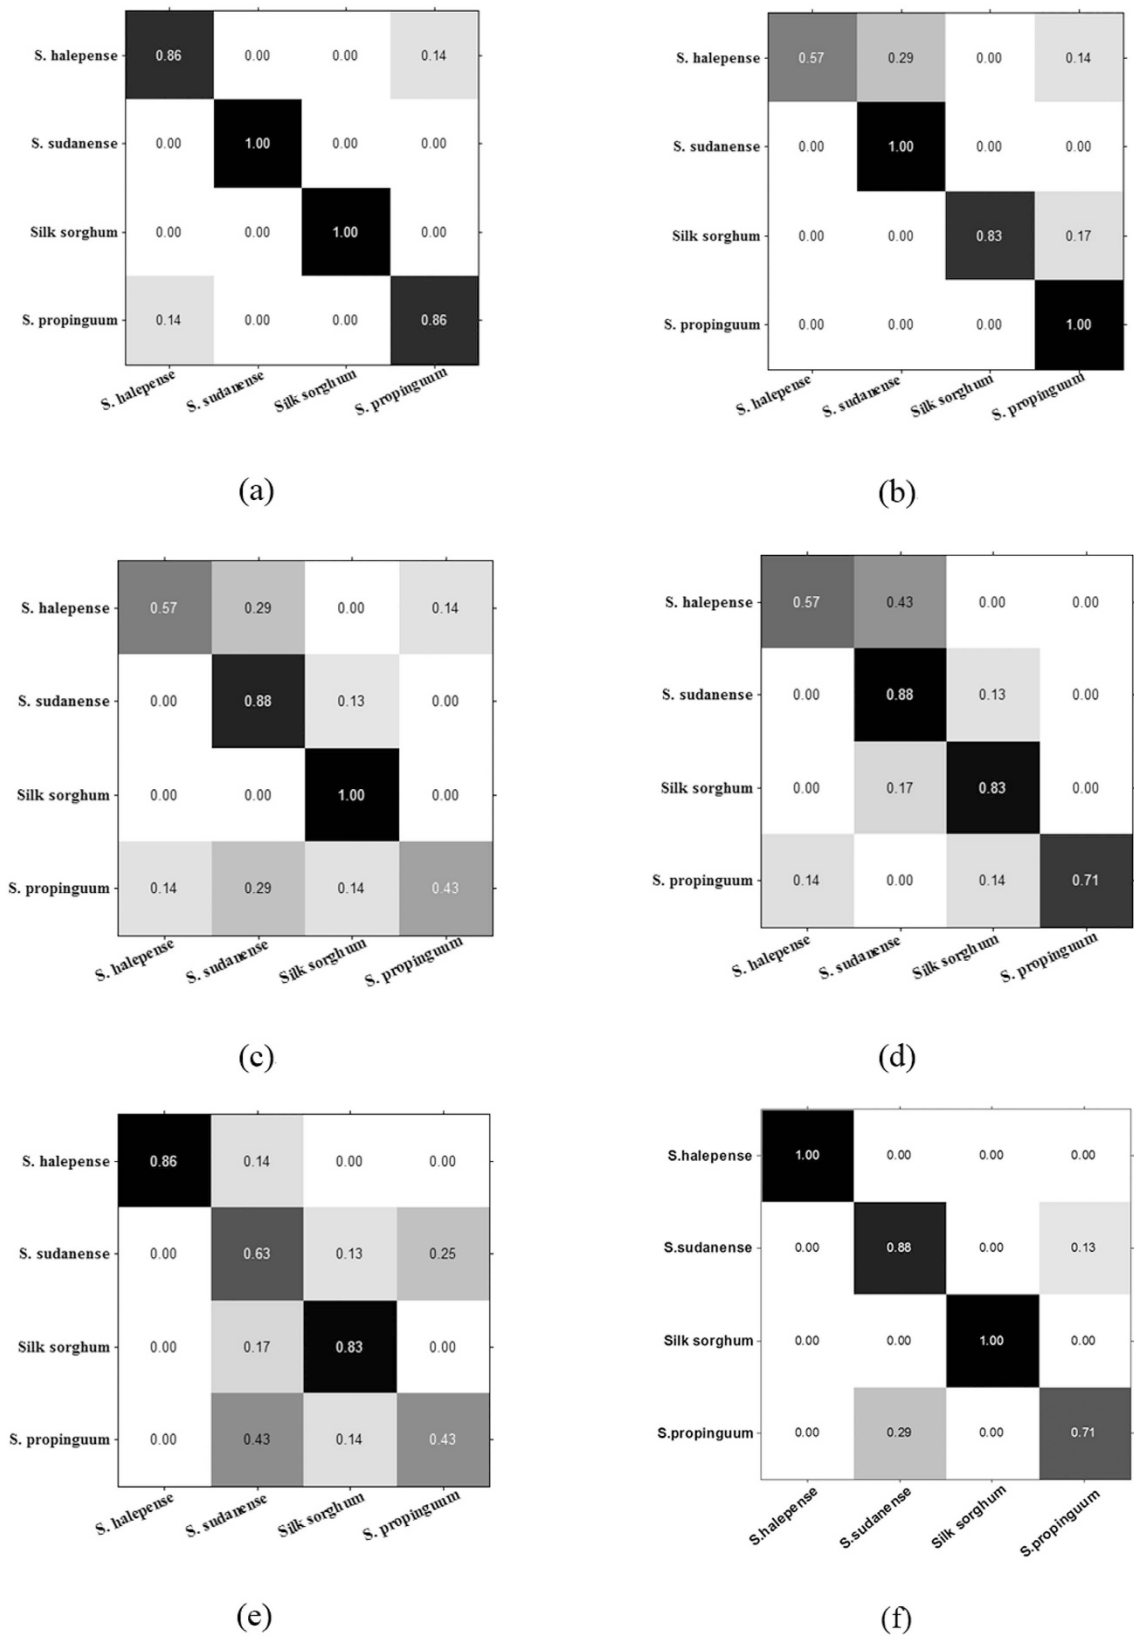 S. halepense 0.86 0.00 0.00 0.14
S. sudanense 0.00 1.00 0.00 0.00
Silk sorghum 0.00 0.00 1.00 0.00
S. propinguum 0.14 0.00 0.00 0.86
S. halepense S. sudanense Silk sorghum S. propinguum
(a)
S. halepense 0.57 0.29 0.00 0.14
S. sudanense 0.00 1.00 0.00 0.00
Silk sorghum 0.00 0.00 0.83 0.17
S. propinguum 0.00 0.00 0.00 1.00
S. halepense S. sudanense Silk sorghum S. propinguum
(b)
S. halepense 0.57 0.29 0.00 0.14
S. sudanense 0.00 0.88 0.13 0.00
Silk sorghum 0.00 0.00 1.00 0.00
S. propinguum 0.14 0.29 0.14 0.43
S. halepense S. sudanense Silk sorghum S. propinguum
(c)
S. halepense 0.57 0.43 0.00 0.00
S. sudanense 0.00 0.88 0.13 0.00
Silk sorghum 0.00 0.17 0.83 0.00
S. propinguum 0.14 0.00 0.14 0.71
S. halepense S. sudanense Silk sorghum S. propinguum
(d)
S. halepense 0.86 0.14 0.00 0.00
S. sudanense 0.00 0.63 0.13 0.25
Silk sorghum 0.00 0.17 0.83 0.00
S. propinguum 0.00 0.43 0.14 0.43
S. halepense S. sudanense Silk sorghum S. propinguum
(e)
S.halepense 1.00 0.00 0.00 0.00
S.sudanense 0.00 0.88 0.00 0.13
Silk sorghum 0.00 0.00 1.00 0.00
S.propinguum 0.00 0.29 0.00 0.71
S.halepense S.sudanense Silk sorghum S.propinguum
(f)